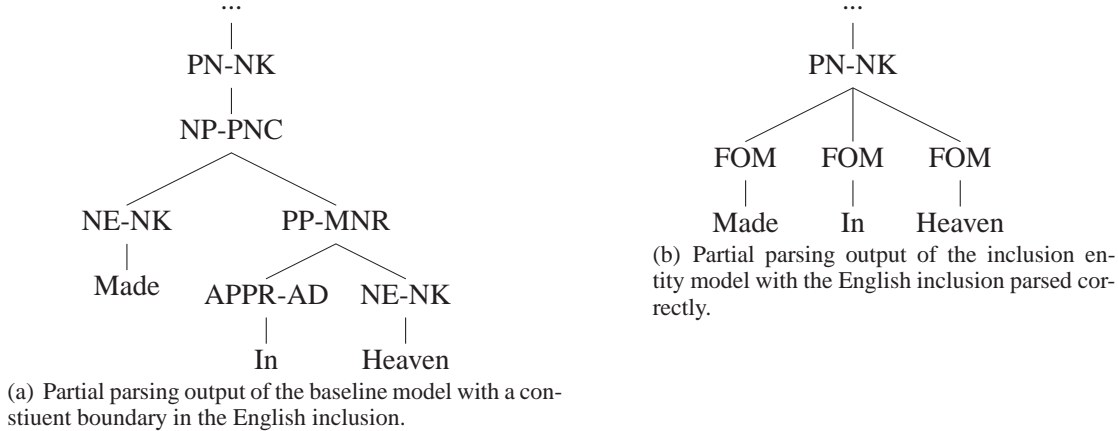 ...
PN-NK
NP-PNC
NE-NK PP-MNR
Made APPR-AD NE-NK
In Heaven
(a) Partial parsing output of the baseline model with a con-
stiuent boundary in the English inclusion.
...
PN-NK
FOM FOM FOM
Made In Heaven
(b) Partial parsing output of the inclusion en-
tity model with the English inclusion parsed cor-
rectly.